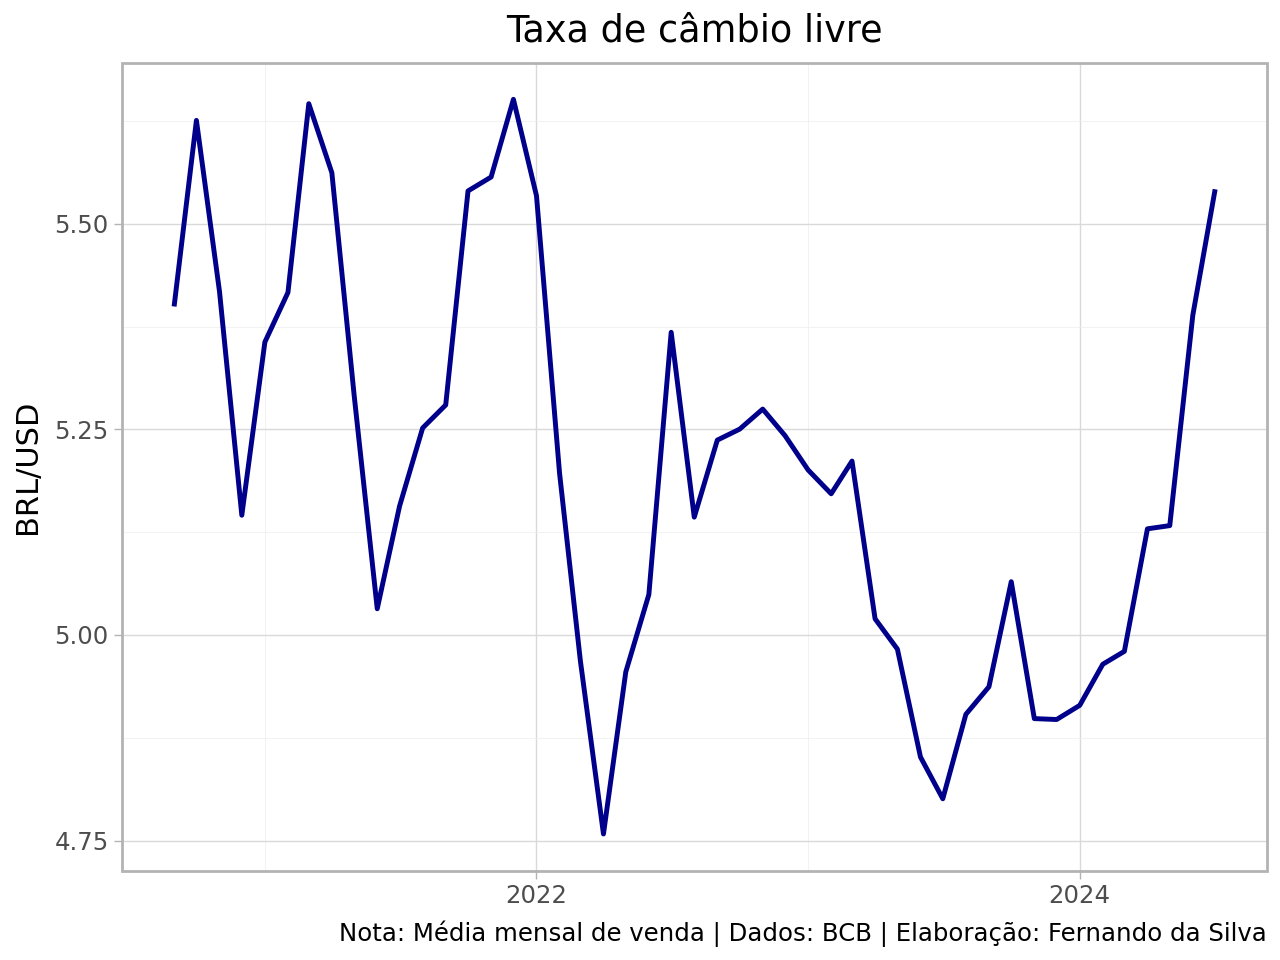 Taxa de câmbio livre
BRL/USD
5.50
5.25
5.00
4.75
2022
2024
Nota: Média mensal de venda | Dados: BCB | Elaboração: Fernando da Silva